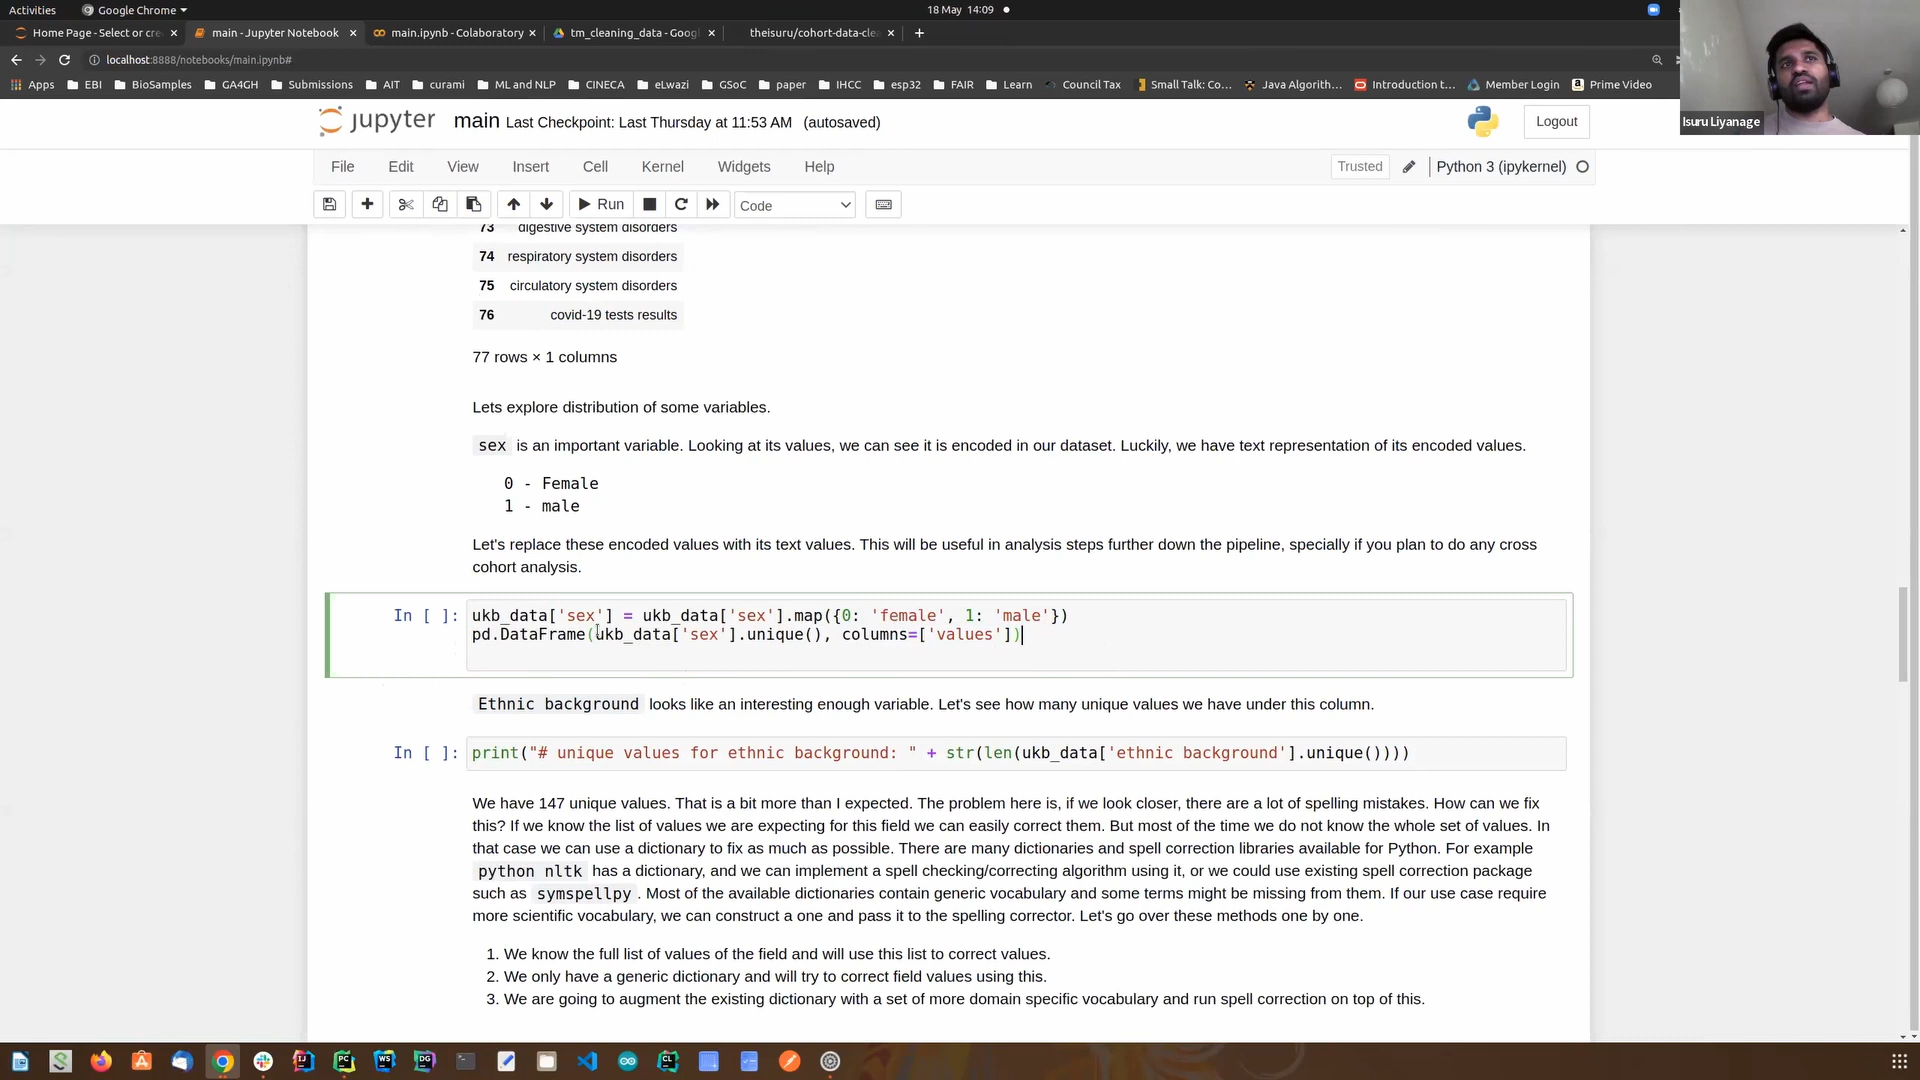 Activities
Google Chrome
18 May 14:09
Home Page - Select or cre
main - Jupyter Notebook
main.ipynb - Colaboratory
tm_cleaning_data - Goog
theisuru/cohort-data-clea
localhost:8888/notebooks/main.ipynb#
Apps
EBI
BioSamples
GA4GH
Submissions
AIT
curami
ML and NLP
CINECA
eLwazi
GSoC
paper
IHCC
esp32
FAIR
Learn
Council Tax
Small Talk: Co...
Java Algorith...
Introduction t...
Member Login
Prime Video
Isuru Liyanage
jupyter main Last Checkpoint: Last Thursday at 11:53 AM (autosaved)
Logout
File Edit View Insert Cell Kernel Widgets Help
Trusted
Python 3 (ipykernel)
Run
Code
73 digestive system disorders
74 respiratory system disorders
75 circulatory system disorders
76 covid-19 tests results
77 rows × 1 columns
Lets explore distribution of some variables.
sex is an important variable. Looking at its values, we can see it is encoded in our dataset. Luckily, we have text representation of its encoded values.
0 - Female
1 - male
Let's replace these encoded values with its text values. This will be useful in analysis steps further down the pipeline, specially if you plan to do any cross
cohort analysis.
In [ ]: ukb_data['sex'] = ukb_data['sex'].map({0: 'female', 1: 'male'})
pd.DataFrame(ukb_data['sex'].unique(), columns=['values'])
Ethnic background looks like an interesting enough variable. Let's see how many unique values we have under this column.
In [ ]: print("# unique values for ethnic background: " + str(len(ukb_data['ethnic background'].unique())))
We have 147 unique values. That is a bit more than I expected. The problem here is, if we look closer, there are a lot of spelling mistakes. How can we fix
this? If we know the list of values we are expecting for this field we can easily correct them. But most of the time we do not know the whole set of values. In
that case we can use a dictionary to fix as much as possible. There are many dictionaries and spell correction libraries available for Python. For example
python nltk has a dictionary, and we can implement a spell checking/correcting algorithm using it, or we could use existing spell correction package
such as symspellpy . Most of the available dictionaries contain generic vocabulary and some terms might be missing from them. If our use case require
more scientific vocabulary, we can construct a one and pass it to the spelling corrector. Let's go over these methods one by one.
1. We know the full list of values of the field and will use this list to correct values.
2. We only have a generic dictionary and will try to correct field values using this.
3. We are going to augment the existing dictionary with a set of more domain specific vocabulary and run spell correction on top of this.